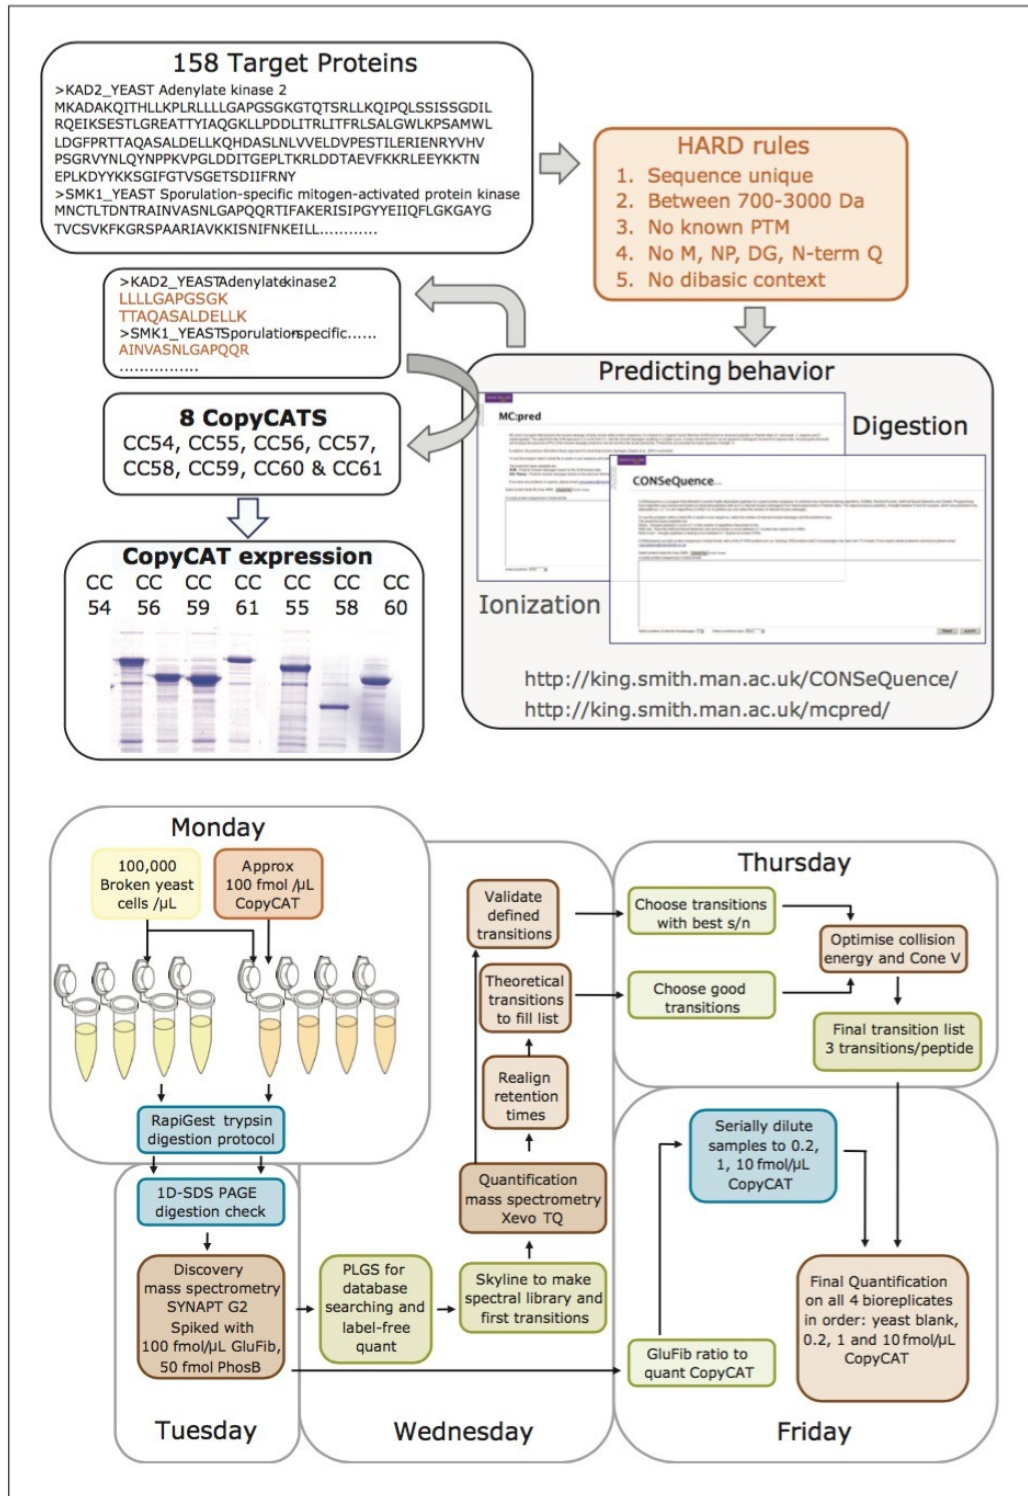 158 Target Proteins
>KAD2_YEAST Adenylate kinase 2
MKADAKQITHLLKPLRLLLLGAPGSGKGTQTSRLLKQIPQLSSISSGDIL
RQEIKSESTLGREATTYIAQGKLLPDDLITRLITFRLSALGWLKPSAMWL
LDGFPRTTAQASALDELLKQHDASLNLVVELDVPESTILERIENRYVHV
PSGRVYNLQYNPPKVPGLDDITGEPLTKRLDDTAEVFKKRLEEYKKTN
EPLKDYYKKSGIFGTVSGETSDIIFRNY
>SMK1_YEAST Sporulation-specific mitogen-activated protein kinase
MNCTLTDNTRAINVASNLGAPQQRTIFAKERISIPGYYEIIQFLGKGAYG
TVCSVKFKGRSPAARIAVKKISNIFNKEILL............
HARD rules
1. Sequence unique
2. Between 700-3000 Da
3. No known PTM
4. No M, NP, DG, N-term Q
5. No dibasic context
>KAD2_YEAST Adenylate kinase 2
LLLLGAPGSGK
TTAQASALDELLK
>SMK1_YEAST Sporulation-specific......
AINVASNLGAPQQR
................
8 CopyCATS
CC54, CC55, CC56, CC57,
CC58, CC59, CC60 & CC61
CopyCAT expression
CC CC CC CC CC CC CC
54 56 59 61 55 58 60
Predicting behavior
Digestion
MC:pred
CONSeQuence...
Ionization
http://king.smith.man.ac.uk/CONSeQuence/
http://king.smith.man.ac.uk/mcpred/
Monday
100,000
Broken yeast
cells /µL
Approx
100 fmol /µL
CopyCAT
RapiGest trypsin
digestion protocol
1D-SDS PAGE
digestion check
Discovery
mass spectrometry
SYNAPT G2
Spiked with
100 fmol/µL GluFib,
50 fmol PhosB
Tuesday
PLGS for
database
searching and
label-free
quant
Skyline to make
spectral library and
first transitions
Quantification
mass spectrometry
Xevo TQ
Realign
retention
times
Theoretical
transitions
to fill list
Validate
defined
transitions
Wednesday
Thursday
Choose transitions
with best s/n
Choose good
transitions
Optimise collision
energy and Cone V
Final transition list
3 transitions/peptide
Serially dilute
samples to 0.2,
1, 10 fmol/µL
CopyCAT
GluFib ratio to
quant CopyCAT
Final Quantification
on all 4 bioreplicates
in order: yeast blank,
0.2, 1 and 10 fmol/µL
CopyCAT
Friday